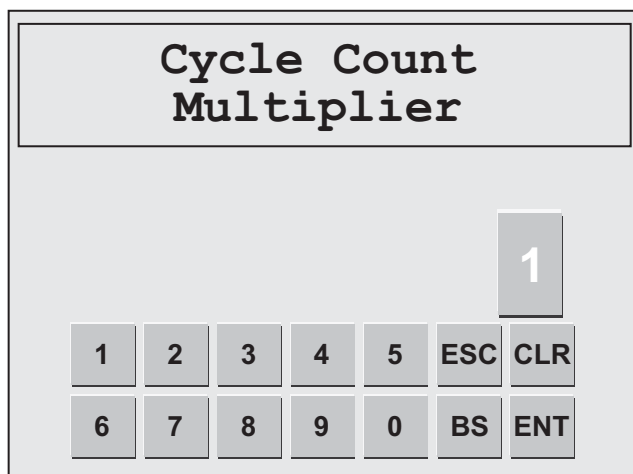 Cycle Count
Multiplier
1
1 2 3 4 5 ESC CLR
6 7 8 9 0 BS ENT